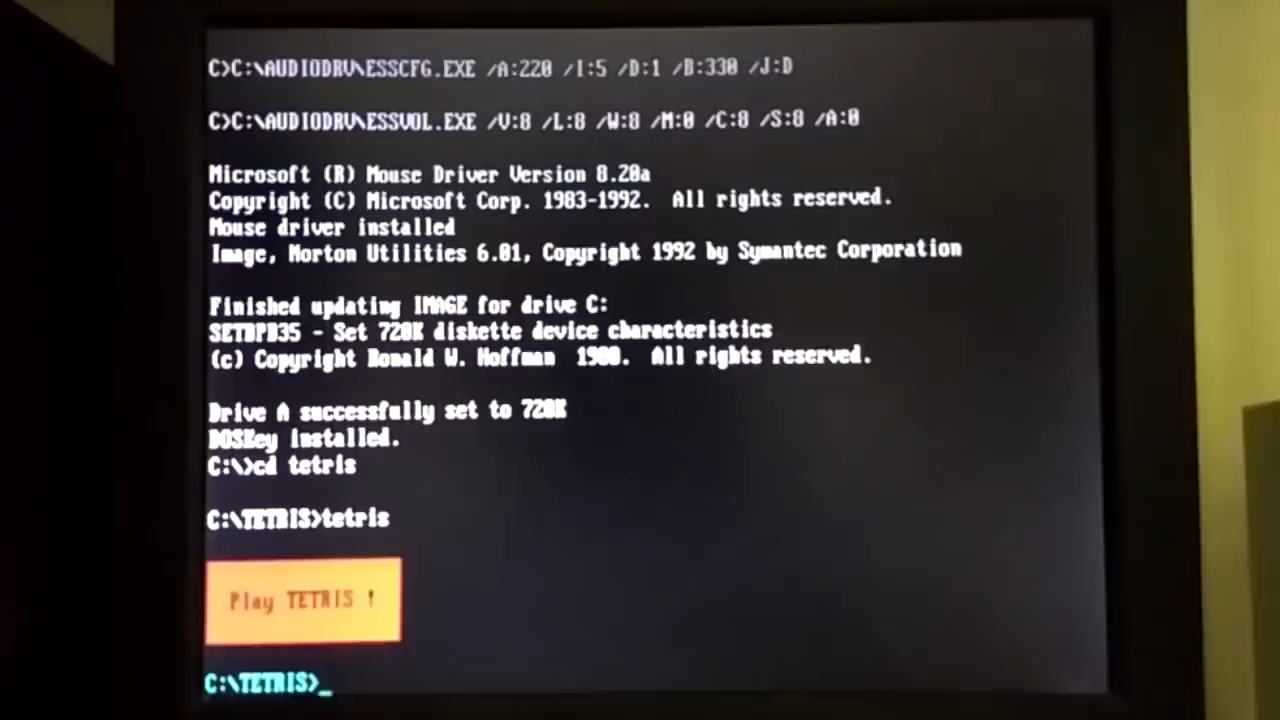 C>C:\AUDIODRV\ESSCFG.EXE /A:220 /I:5 /D:1 /B:330 /J:D
C>C:\AUDIODRV\ESSVOL.EXE /V:8 /L:8 /W:8 /M:0 /C:8 /S:8 /A:0
Microsoft (R) Mouse Driver Version 8.20a
Copyright (C) Microsoft Corp. 1983-1992.  All rights reserved.
Mouse driver installed
Image, Norton Utilities 6.01, Copyright 1992 by Symantec Corporation
Finished updating IMAGE for drive C:
SETBPB35 - Set 720K diskette device characteristics
(c) Copyright Ronald W. Hoffman  1988.  All rights reserved.
Drive A successfully set to 720K
DOSKey installed.
C:\>cd tetris
C:\TETRIS>tetris
Play TETRIS !
C:\TETRIS>_